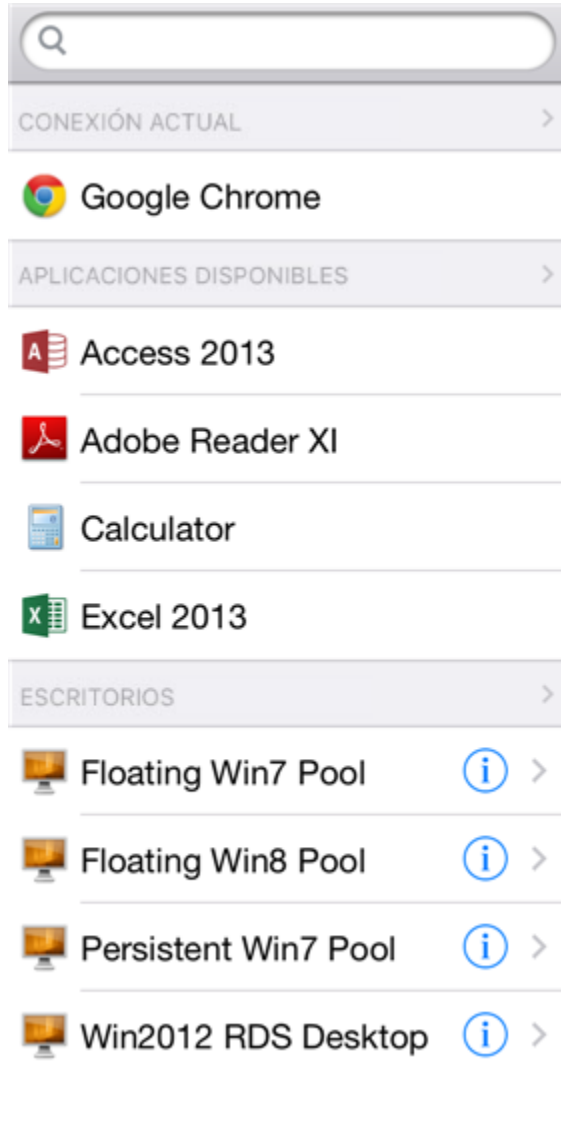 CONEXIÓN ACTUAL
Google Chrome
APLICACIONES DISPONIBLES
Access 2013
Adobe Reader XI
Calculator
Excel 2013
ESCRITORIOS
Floating Win7 Pool
Floating Win8 Pool
Persistent Win7 Pool
Win2012 RDS Desktop